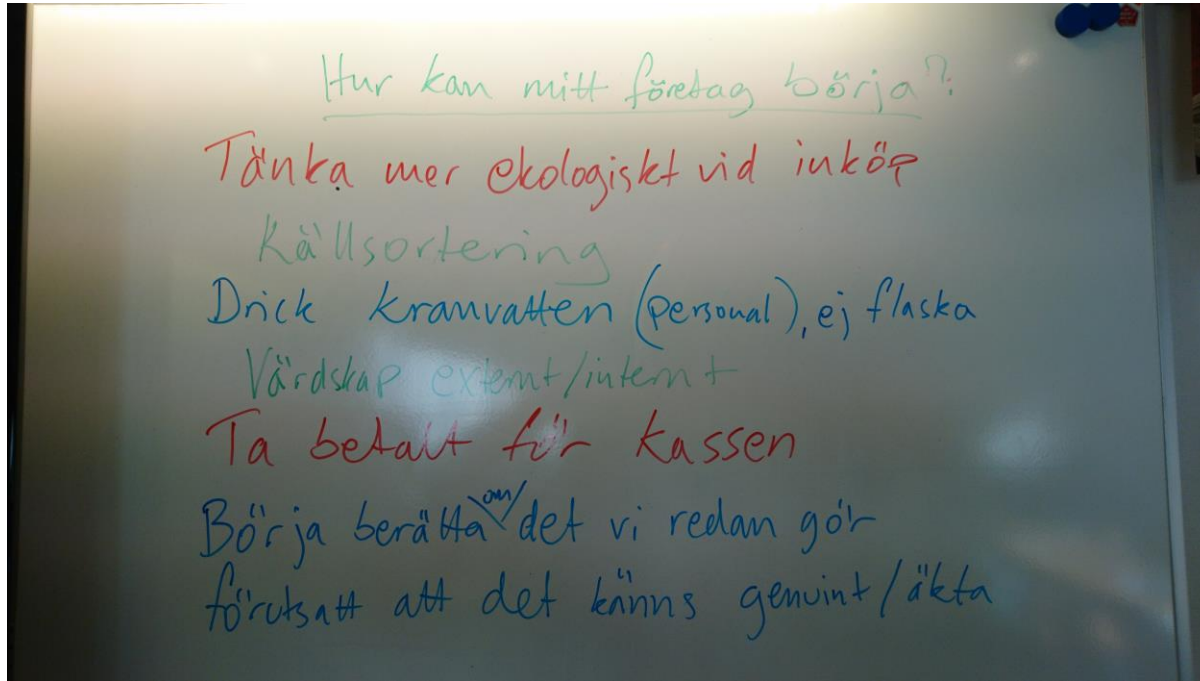 Hur kan mitt företag börja?
Tänka mer ekologiskt vid inköp
Källsortering
Drick kranvatten (personal), ej flaska
Värdskap externt/internt
Ta betalt för kassen
Börja berätta om det vi redan gör
förutsatt att det känns genuint/äkta